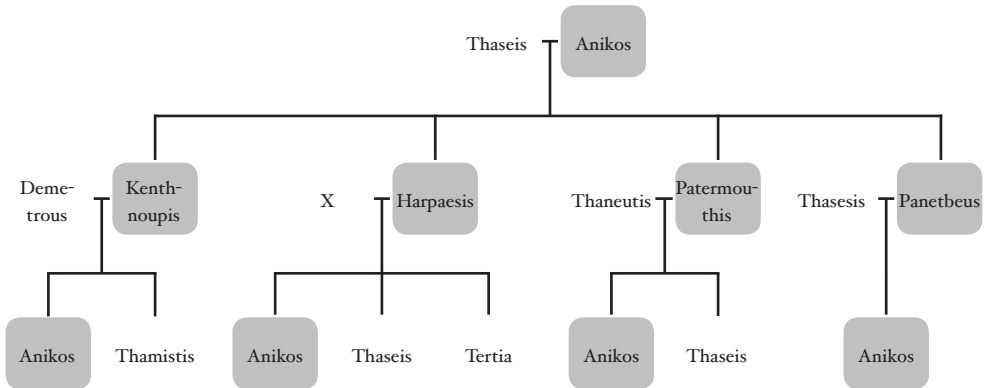 Thaseis Anikos
Deme-
trous
Kenth-
noupis
X Harpaesis
Thaneutis
Patermou-
this
Thasesis Panetbeus
Anikos Thamistis Anikos Thaseis Tertia Anikos Thaseis Anikos